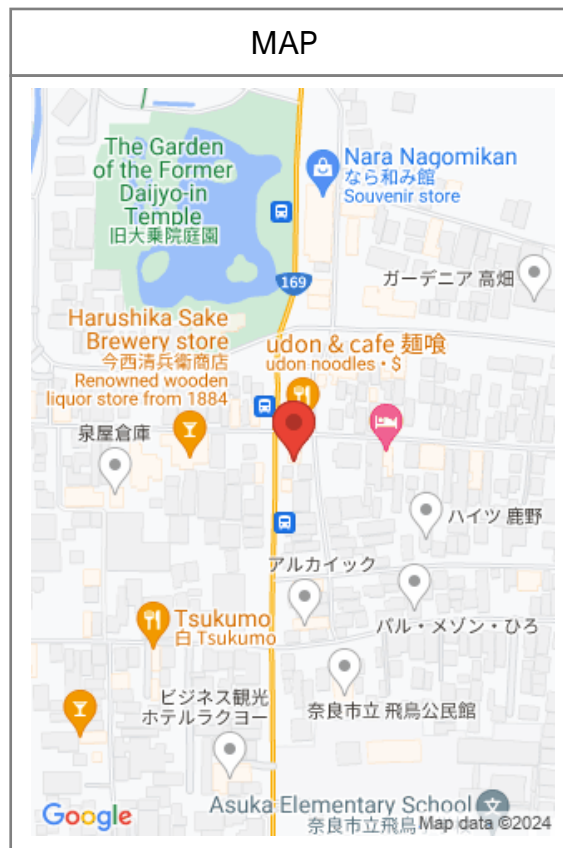 MAP
The Garden
of the Former
Daijyo-in
Temple
旧大乗院庭園
Nara Nagomikan
なら和み館
Souvenir store
169
ガーデニア 高畑
Harushika Sake
Brewery store
今西清兵衛商店
Renowned wooden
liquor store from 1884
udon & cafe 麺喰
udon noodles • $
泉屋倉庫
ハイツ 鹿野
アルカイック
Tsukumo
白 Tsukumo
パル・メゾン・ひろ
ビジネス観光
ホテルラクヨー
奈良市立 飛鳥公民館
Asuka Elementary School
奈良市立飛鳥
Google
Map data ©2024